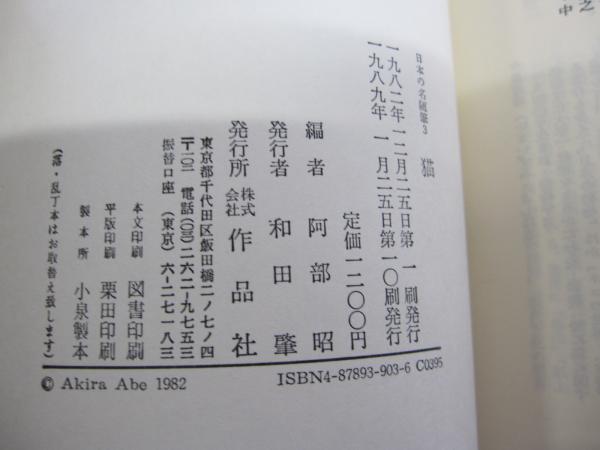 日本の名随筆3 猫
一九八二年一二月二五日第一刷発行
一九八九年一月二五日第一〇刷発行
定価一二〇〇円
編者 阿部昭
発行者 和田肇
発行所 株式会社 作品社
東京都千代田区飯田橋二ノ七ノ四
〒一〇二 電話(〇三)二六二-九七五三
振替口座 (東京) 六-二七一八三
本文印刷 図書印刷
平版印刷 栗田印刷
製本所 小泉製本
(落・乱丁本はお取替え致します)
© Akira Abe 1982
ISBN4-87893-903-6 C0395